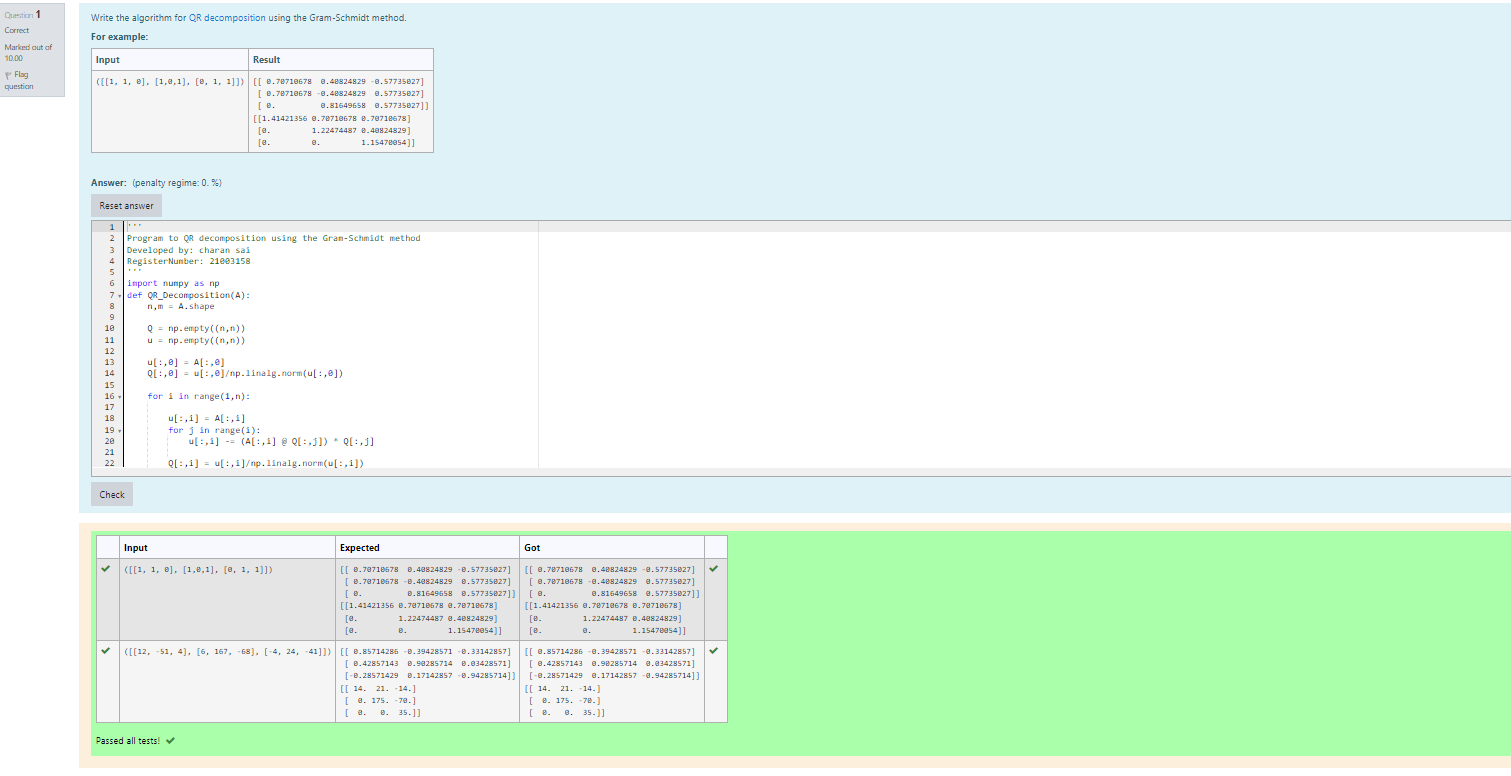 Question 1
Correct
Marked out of
10.00
Flag
question
Write the algorithm for QR decomposition using the Gram-Schmidt method.
For example:
Input Result
([[1, 1, 0], [1,0,1], [0, 1, 1]]) [[ 0.70710678  0.40824829 -0.57735027]
[ 0.70710678 -0.40824829  0.57735027]
[ 0.          0.81649658  0.57735027]]
[[1.41421356 0.70710678 0.70710678]
[0.         1.22474487 0.40824829]
[0.         0.         1.15470054]]
Answer: (penalty regime: 0. %)
Reset answer
1 '''
2 Program to QR decomposition using the Gram-Schmidt method
3 Developed by: charan sai
4 RegisterNumber: 21003158
5 '''
6 import numpy as np
7 def QR_Decomposition(A):
8     n,m = A.shape
9
10     Q = np.empty((n,n))
11     u = np.empty((n,n))
12
13     u[:,0] = A[:,0]
14     Q[:,0] = u[:,0]/np.linalg.norm(u[:,0])
15
16     for i in range(1,n):
17
18         u[:,i] = A[:,i]
19         for j in range(i):
20             u[:,i] -= (A[:,i] @ Q[:,j]) * Q[:,j]
21
22         Q[:,i] = u[:,i]/np.linalg.norm(u[:,i])
Check
Input Expected Got
([[1, 1, 0], [1,0,1], [0, 1, 1]]) [[ 0.70710678  0.40824829 -0.57735027] [[ 0.70710678  0.40824829 -0.57735027]
[ 0.70710678 -0.40824829  0.57735027] [ 0.70710678 -0.40824829  0.57735027]
[ 0.          0.81649658  0.57735027]] [ 0.          0.81649658  0.57735027]]
[[1.41421356 0.70710678 0.70710678] [[1.41421356 0.70710678 0.70710678]
[0.         1.22474487 0.40824829] [0.         1.22474487 0.40824829]
[0.         0.         1.15470054]] [0.         0.         1.15470054]]
([[12, -51, 4], [6, 167, -68], [-4, 24, -41]]) [[ 0.85714286 -0.39428571 -0.33142857] [[ 0.85714286 -0.39428571 -0.33142857]
[ 0.42857143  0.90285714  0.03428571] [ 0.42857143  0.90285714  0.03428571]
[-0.28571429  0.17142857 -0.94285714]] [-0.28571429  0.17142857 -0.94285714]]
[[ 14.  21. -14.] [[ 14.  21. -14.]
[  0. 175. -70.] [  0. 175. -70.]
[  0.   0.  35.]] [  0.   0.  35.]]
Passed all tests!